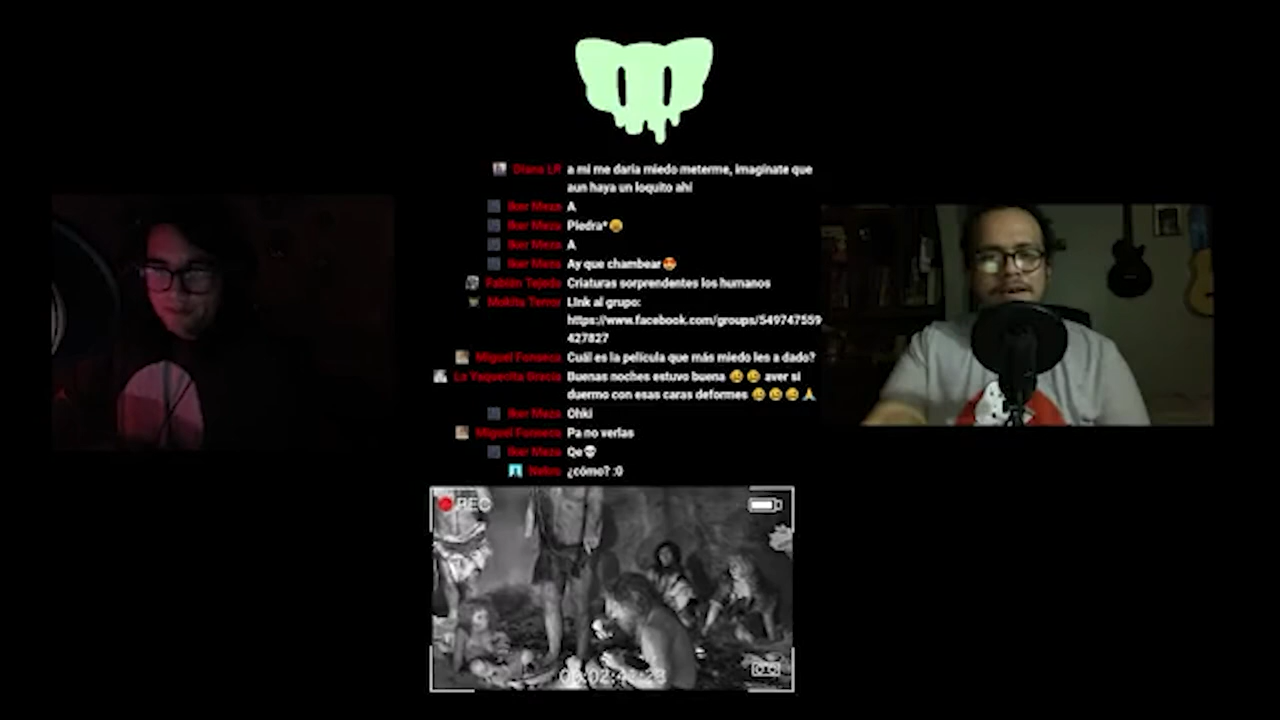 Diana LR a mi me daria miedo meterme, imaginate que
aun haya un loquito ahí
Iker Meza A
Iker Meza Piedra*😄
Iker Meza A
Iker Meza Ay que chambear😍
Fabián Tejeda Criaturas sorprendentes los humanos
Mokita Terror Link al grupo:
https://www.facebook.com/groups/549747559
427827
Miguel Fonseca Cuál es la película que más miedo les a dado?
La Yaquecita Gracia Buenas noches estuvo buena 😅😅 aver si
duermo con esas caras deformes 😅😅😅🙏
Iker Meza Ohki
Miguel Fonseca Pa no verlas
Iker Meza Qe💀
Nekro ¿cómo? :0
REC